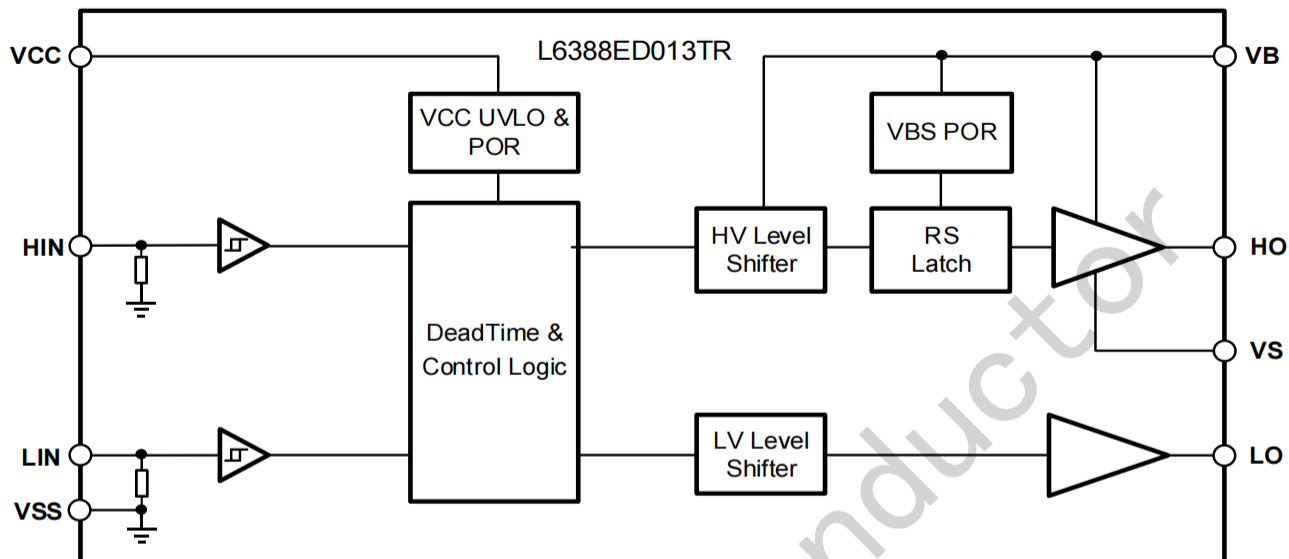 L6388ED013TR
VCC
VB
VCC UVLO &
POR
VBS POR
HIN
HV Level
Shifter
RS
Latch
HO
DeadTime &
Control Logic
VS
LIN
LV Level
Shifter
LO
VSS
nductor